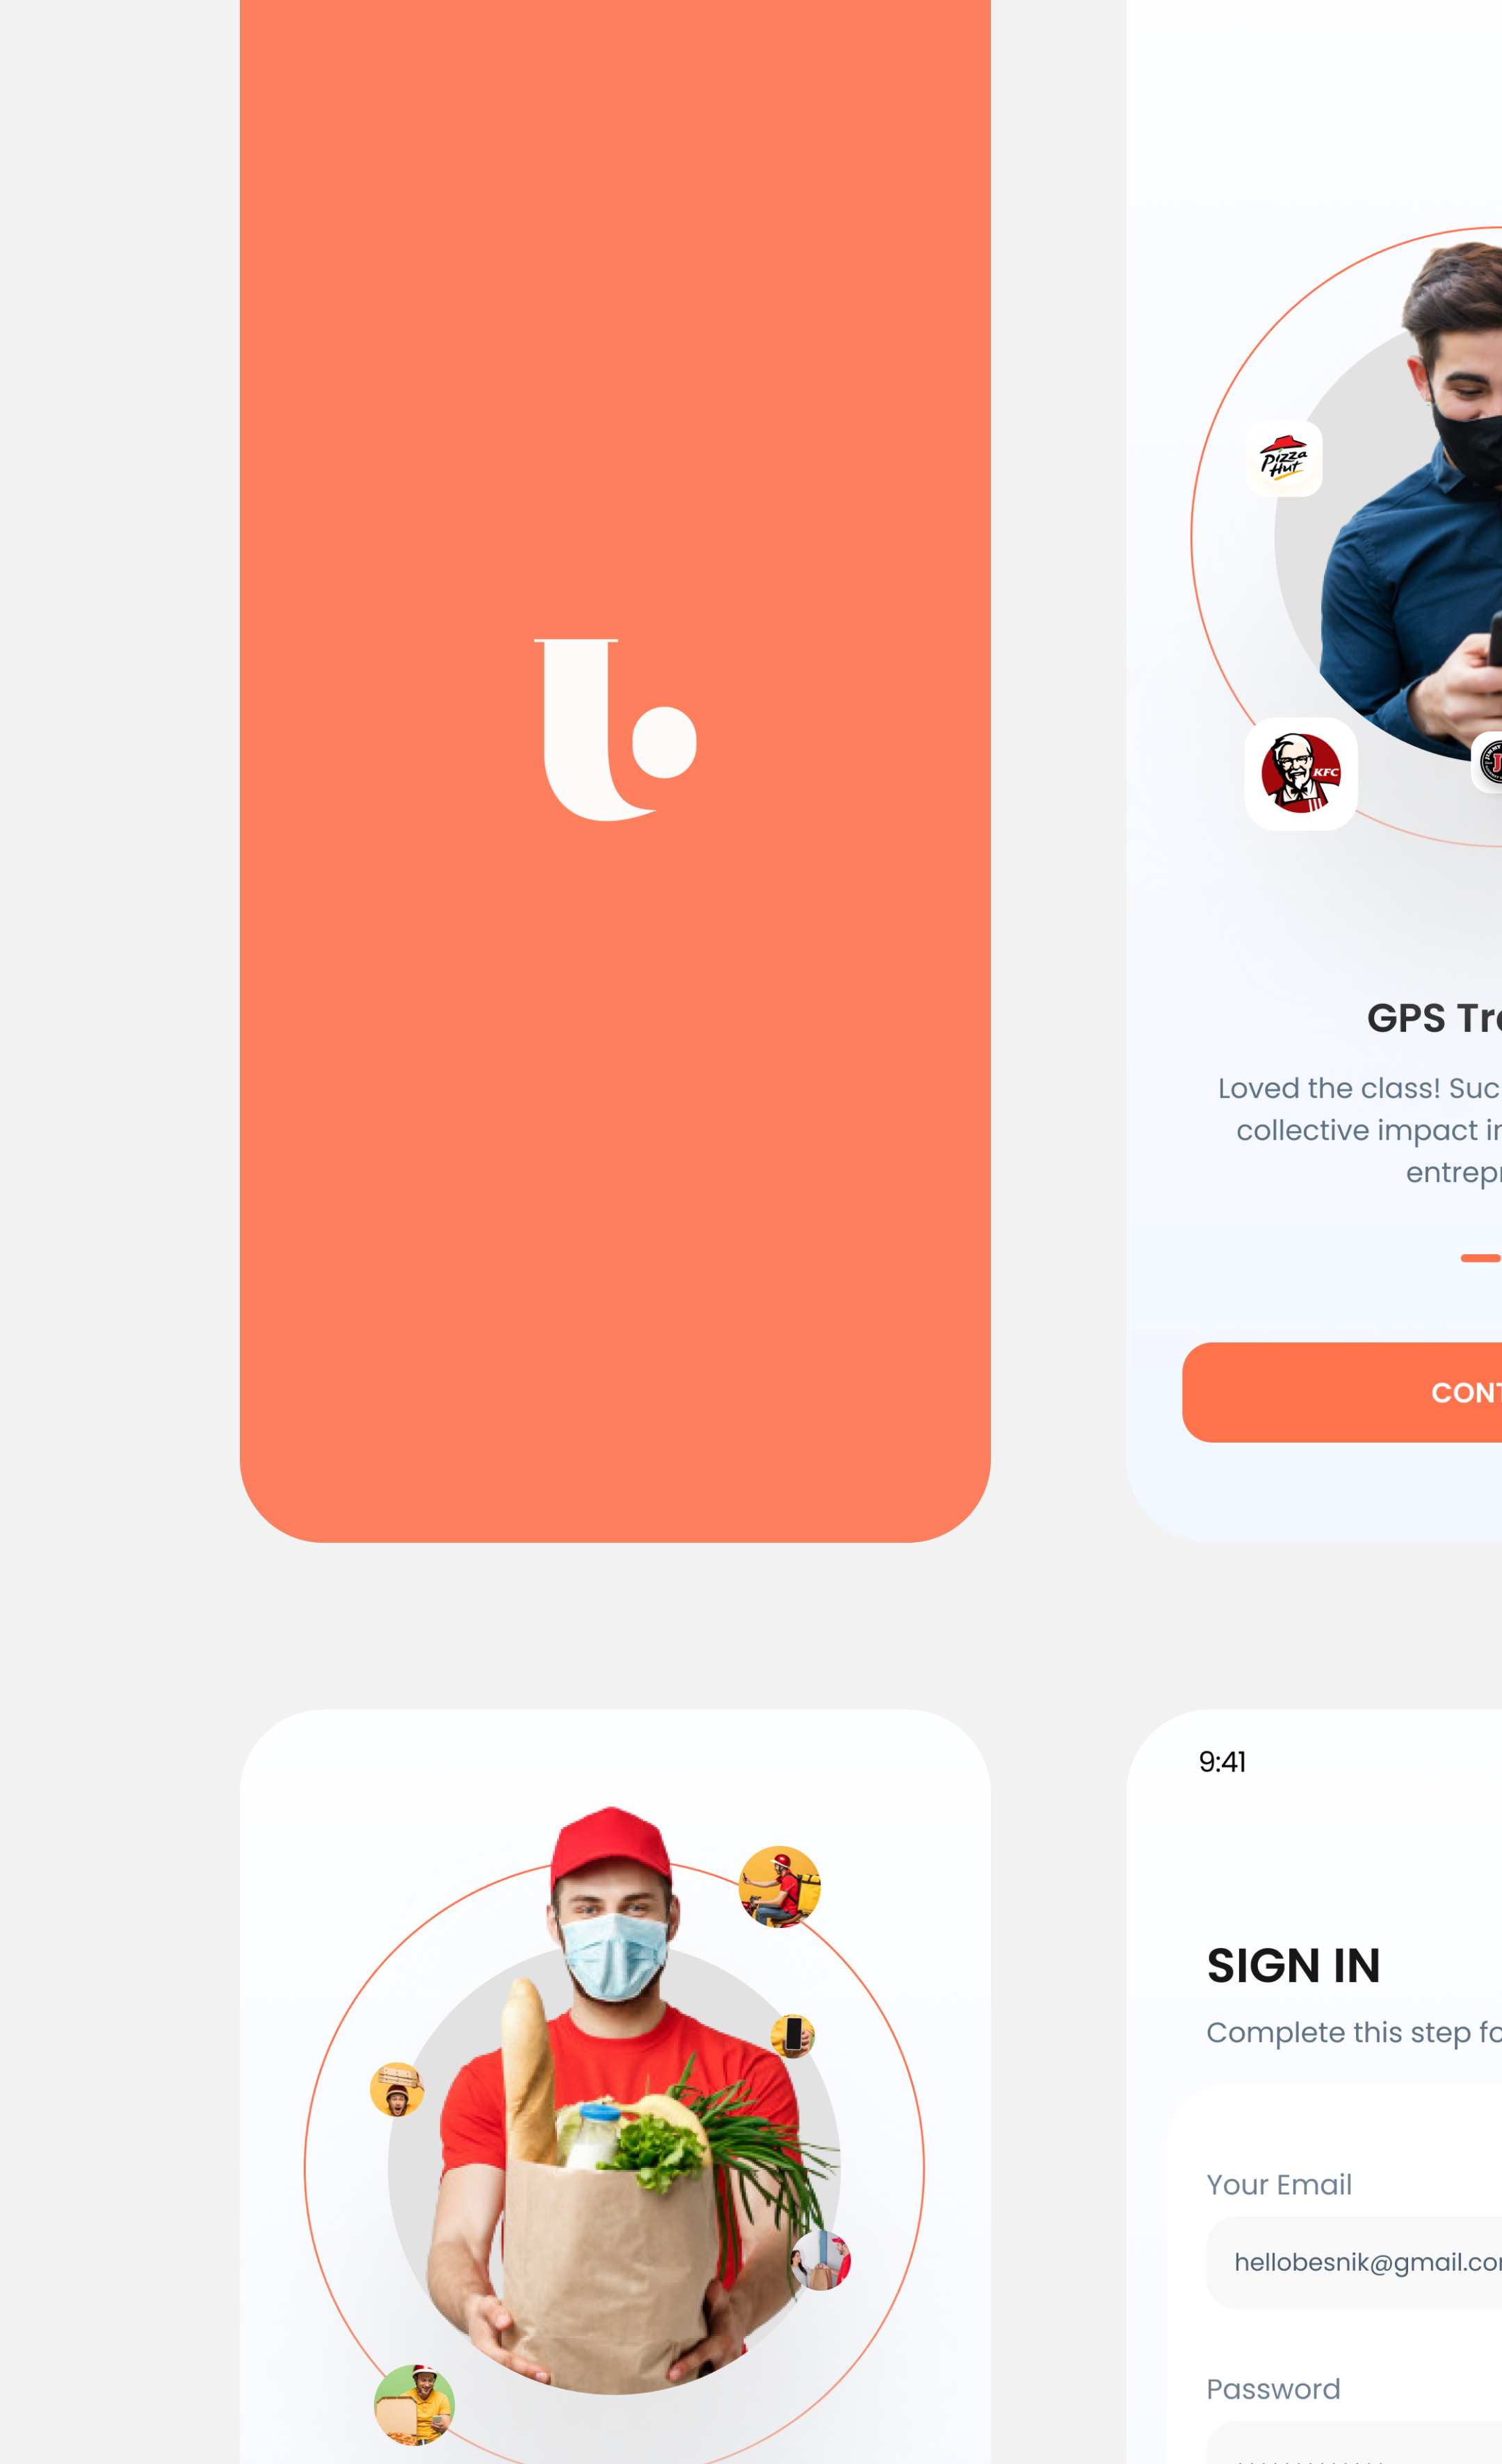 b
Pizza
Hut
KFC
GPS Tr
Loved the class! Suc
collective impact i
entrep
CONT
9:41
SIGN IN
Complete this step fo
Your Email
hellobesnik@gmail.co
Password